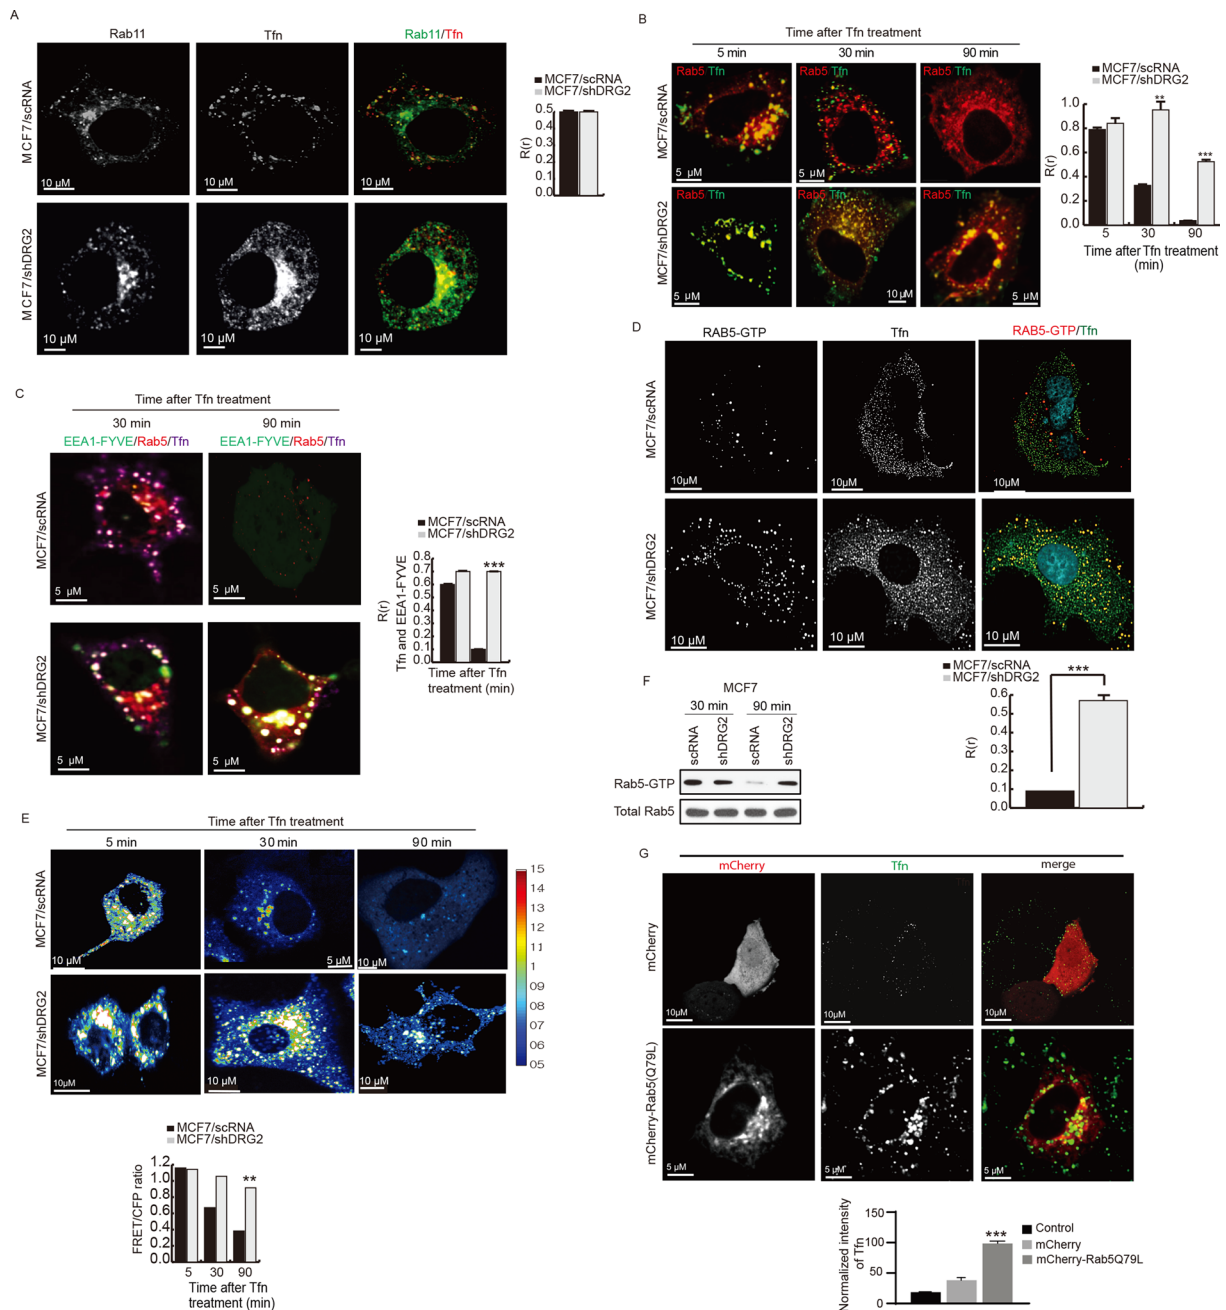 A
Rab11
Tfn
Rab11/Tfn
MCF7/scRNA
10 μM
10 μM
10 μM
MCF7/shDRG2
10 μM
10 μM
10 μM
MCF7/scRNA
MCF7/shDRG2
R(r)
0.5
0.4
0.3
0.2
0.1
0.0
B
Time after Tfn treatment
5 min
30 min
90 min
MCF7/scRNA
Rab5 Tfn
Rab5 Tfn
Rab5 Tfn
5 μM
5 μM
5 μM
MCF7/shDRG2
Rab5 Tfn
Rab5 Tfn
Rab5 Tfn
5 μM
10 μM
5 μM
MCF7/scRNA
MCF7/shDRG2
R(r)
1.0
0.8
0.6
0.4
0.2
0.0
**
***
5
30
90
Time after Tfn treatment
(min)
C
Time after Tfn treatment
30 min
90 min
EEA1-FYVE/Rab5/Tfn
EEA1-FYVE/Rab5/Tfn
MCF7/scRNA
5 μM
5 μM
MCF7/shDRG2
5 μM
5 μM
MCF7/scRNA
MCF7/shDRG2
R(r)
Tfn and EEA1-FYVE
0.8
0.7
0.6
0.5
0.4
0.3
0.2
0.1
0
***
Time after Tfn
treatment (min)
D
RAB5-GTP
Tfn
RAB5-GTP/Tfn
MCF7/scRNA
10μM
10 μM
10μM
MCF7/shDRG2
10 μM
10 μM
10 μM
MCF7/scRNA
MCF7/shDRG2
***
R(r)
0.6
0.5
0.4
0.3
0.2
0.1
0
F
MCF7
30 min
90 min
scRNA
shDRG2
scRNA
shDRG2
Rab5-GTP
Total Rab5
E
Time after Tfn treatment
5 min
30 min
90 min
MCF7/scRNA
10 μM
5 μM
10 μM
MCF7/shDRG2
10μM
10 μM
10 μM
15
14
13
12
11
1
09
08
07
06
05
MCF7/scRNA
MCF7/shDRG2
FRET/CFP ratio
1.2
1.0
0.8
0.6
0.4
0.2
0
**
5
30
90
Time after Tfn
treatment (min)
G
mCherry
Tfn
merge
mCherry
10μM
10μM
10μM
mCherry-Rab5(Q79L)
5 μM
5 μM
5 μM
Normalized intensity
of Tfn
150
100
50
0
***
Control
mCherry
mCherry-Rab5Q79L